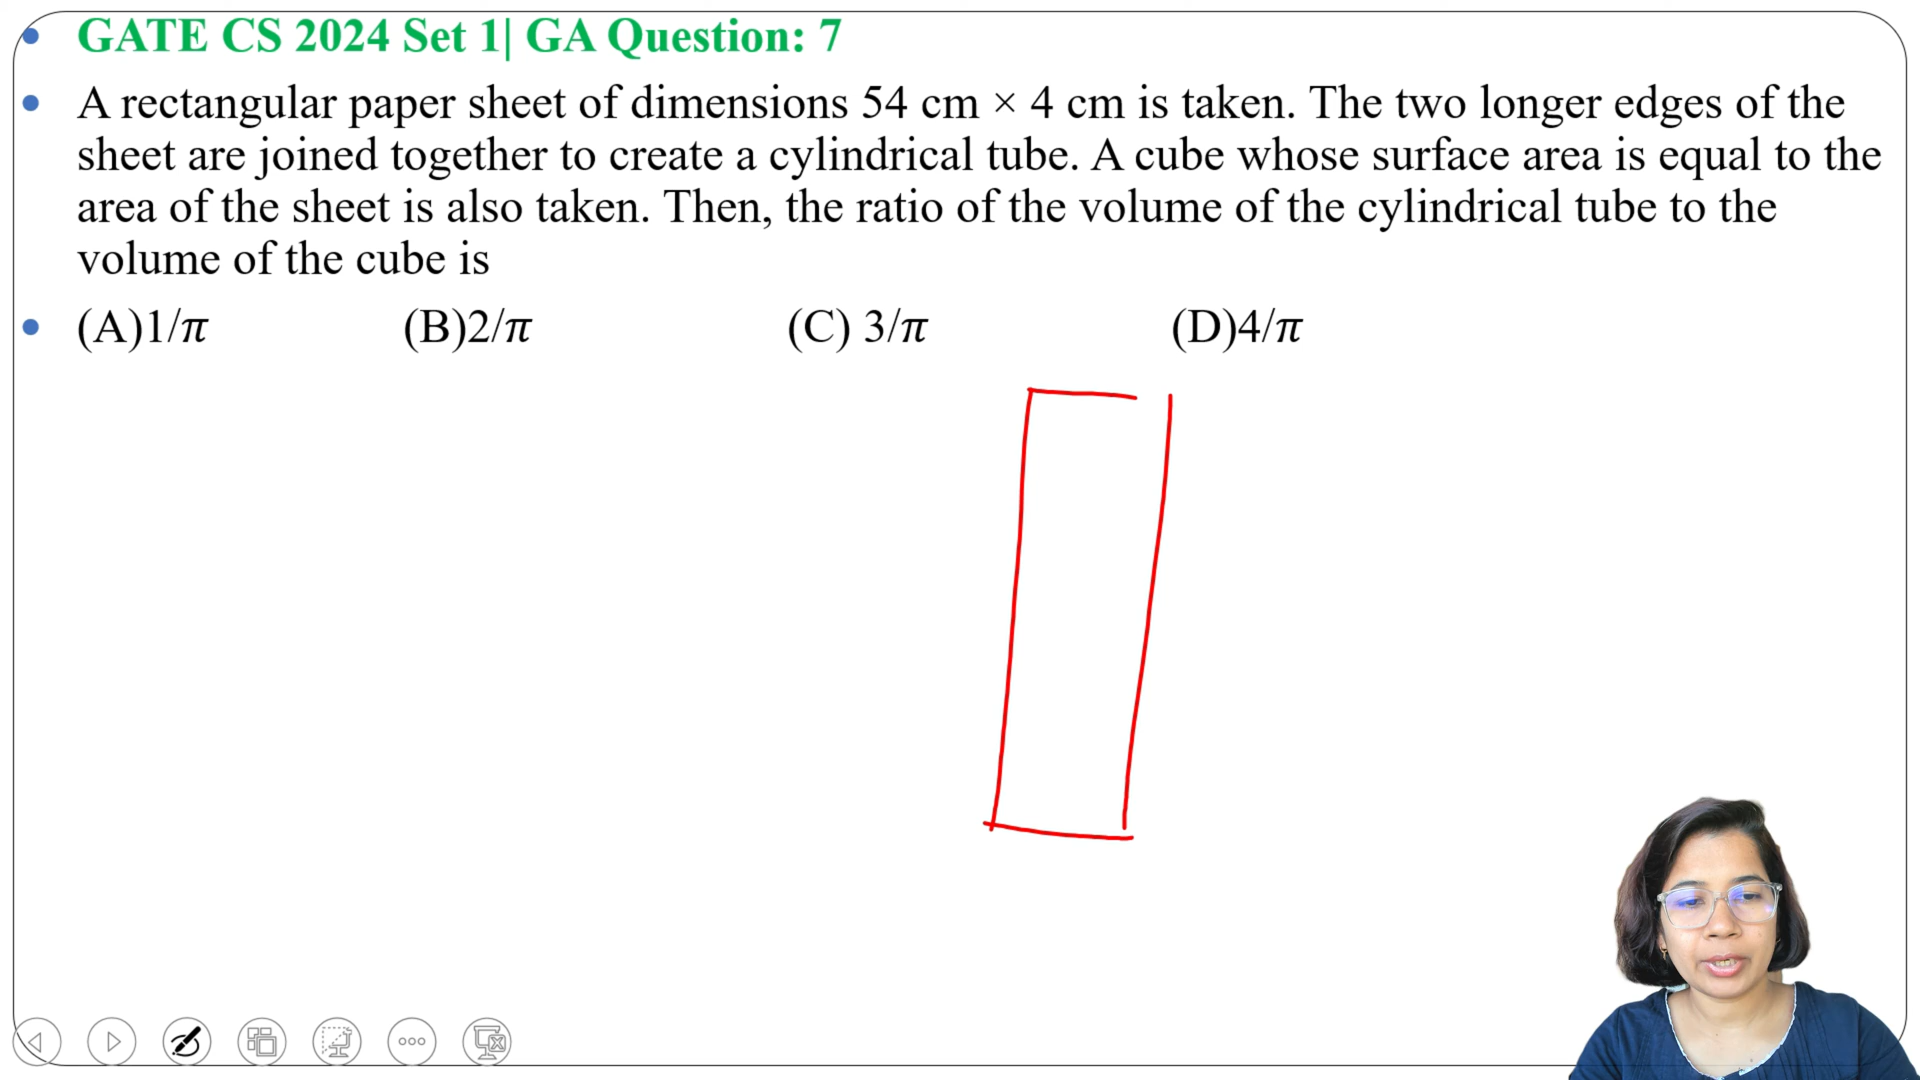 GATE CS 2024 Set 1| GA Question: 7
A rectangular paper sheet of dimensions 54 cm × 4 cm is taken. The two longer edges of the
sheet are joined together to create a cylindrical tube. A cube whose surface area is equal to the
area of the sheet is also taken. Then, the ratio of the volume of the cylindrical tube to the
volume of the cube is
(A)1/π (B)2/π (C) 3/π (D)4/π